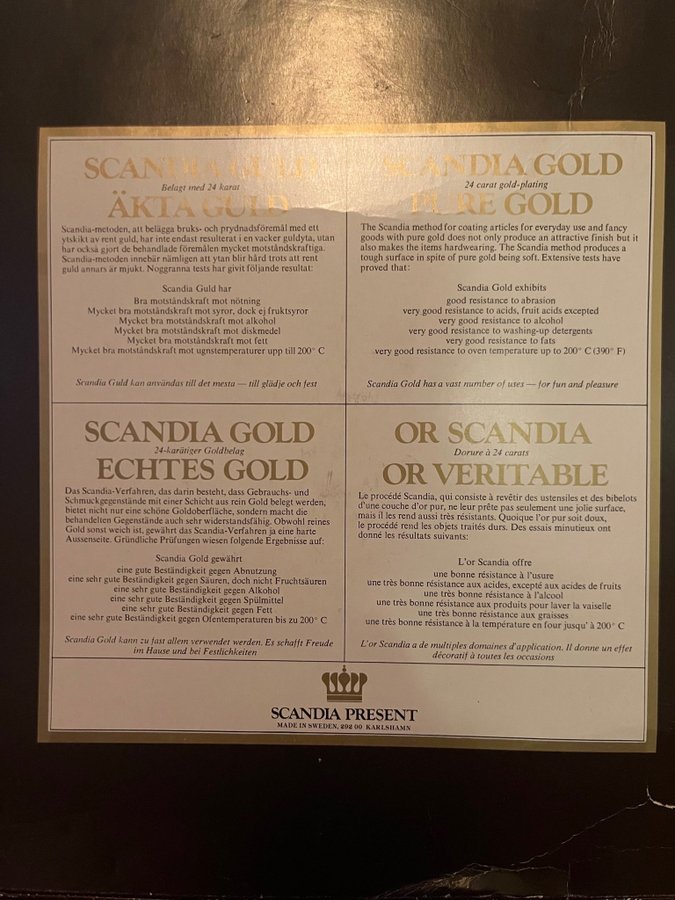 SCANDIA GULD
Belagt med 24 karat
ÄKTA GULD
Scandia-metoden, att belägga bruks- och prydnadsföremål med ett
ytskikt av rent guld, har inte endast resulterat i en vacker guldyta, utan
har också gjort de behandlade föremålen mycket motståndskraftiga.
Scandia-metoden innebär nämligen att ytan blir hård trots att rent
guld annars är mjukt. Noggranna tests har givit följande resultat:
Scandia Guld har
Bra motståndskraft mot nötning
Mycket bra motståndskraft mot syror, dock ej fruktsyror
Mycket bra motståndskraft mot alkohol
Mycket bra motståndskraft mot diskmedel
Mycket bra motståndskraft mot fett
Mycket bra motståndskraft mot ugnstemperaturer upp till 200° C
Scandia Guld kan användas till det mesta — till glädje och fest
SCANDIA GOLD
24 carat gold-plating
PURE GOLD
The Scandia method for coating articles for everyday use and fancy
goods with pure gold does not only produce an attractive finish but it
also makes the items hardwearing. The Scandia method produces a
tough surface in spite of pure gold being soft. Extensive tests have
proved that:
Scandia Gold exhibits
good resistance to abrasion
very good resistance to acids, fruit acids excepted
very good resistance to alcohol
very good resistance to washing-up detergents
very good resistance to fats
very good resistance to oven temperature up to 200° C (390° F)
Scandia Gold has a vast number of uses — for fun and pleasure
SCANDIA GOLD
24-karätiger Goldbelag
ECHTES GOLD
Das Scandia-Verfahren, das darin besteht, dass Gebrauchs- und
Schmuckgegenstände mit einer Schicht aus rein Gold belegt werden,
bietet nicht nur eine schöne Goldoberfläche, sondern macht die
behandelten Gegenstände auch sehr widerstandsfähig. Obwohl reines
Gold sonst weich ist, gewährt das Scandia-Verfahren ja eine harte
Aussenseite. Gründliche Prüfungen wiesen folgende Ergebnisse auf:
Scandia Gold gewährt
eine gute Beständigkeit gegen Abnutzung
eine sehr gute Beständigkeit gegen Säuren, doch nicht Fruchtsäuren
eine sehr gute Beständigkeit gegen Alkohol
eine sehr gute Beständigkeit gegen Spülmittel
eine sehr gute Beständigkeit gegen Fett
eine sehr gute Beständigkeit gegen Ofentemperaturen bis zu 200° C
Scandia Gold kann zu fast allem verwendet werden. Es schafft Freude
im Hause und bei Festlichkeiten
OR SCANDIA
Dorure à 24 carats
OR VERITABLE
Le procédé Scandia, qui consiste à revêtir des ustensiles et des bibelots
d'une couche d'or pur, ne leur prête pas seulement une jolie surface,
mais il les rend aussi très résistants. Quoique l'or pur soit doux,
le procédé rend les objets traités durs. Des essais minutieux ont
donné les résultats suivants:
L'or Scandia offre
une bonne résistance à l'usure
une très bonne résistance aux acides, excepté aux acides de fruits
une très bonne résistance à l'alcool
une très bonne résistance aux produits pour laver la vaiselle
une très bonne résistance aux graisses
une très bonne résistance à la température en four jusqu' à 200° C
L'or Scandia a de multiples domaines d'application. Il donne un effet
décoratif à toutes les occasions
SCANDIA PRESENT
MADE IN SWEDEN, 292 00 KARLSHAMN